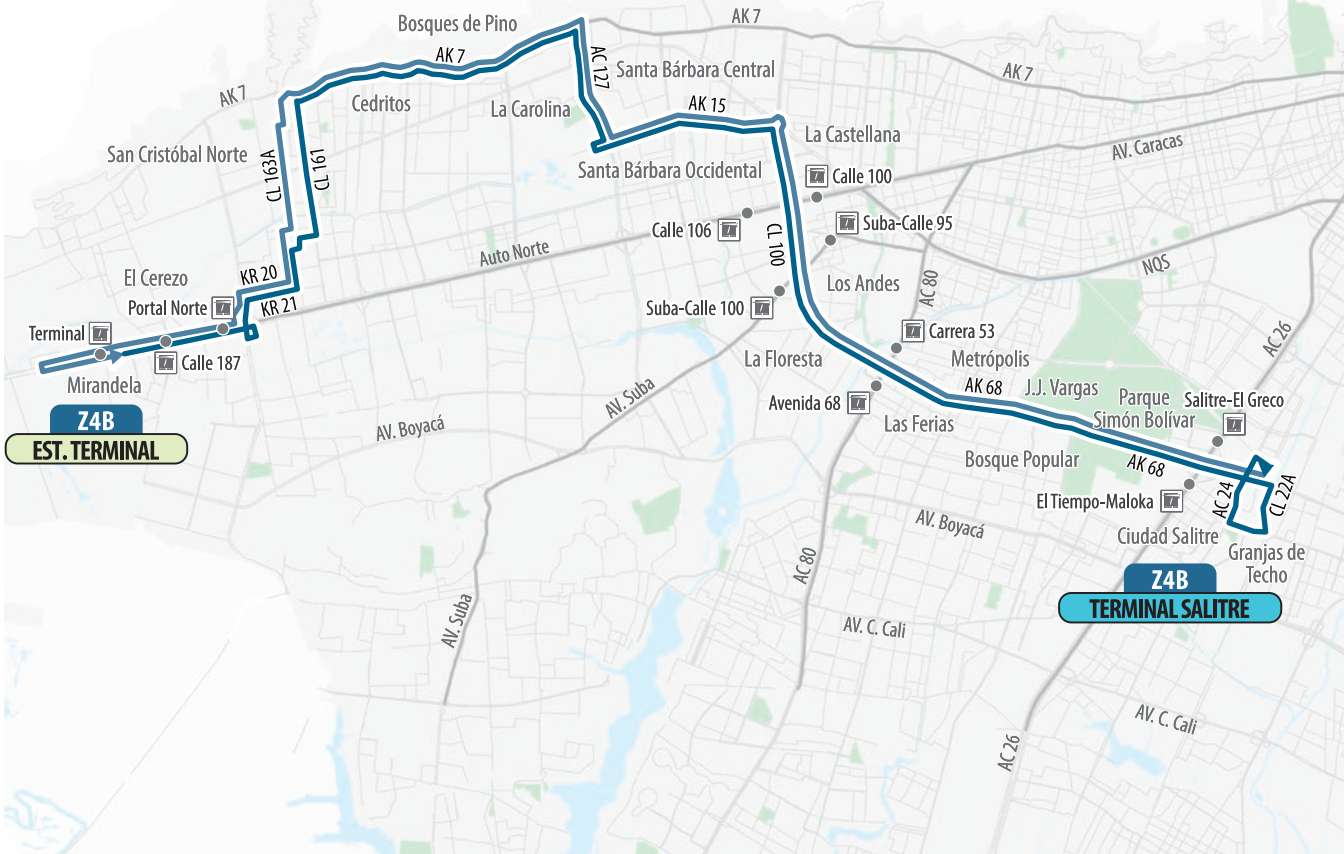 Bosques de Pino
AK 7
AK 7
AK 7
AC 127
Santa Bárbara Central
AK 7
AK 7
Cedritos
La Carolina
AK 15
La Castellana
San Cristóbal Norte
CL 163A
CL 161
Santa Bárbara Occidental
AV. Caracas
Calle 100
Calle 106
Suba-Calle 95
CL 100
Auto Norte
NQS
El Cerezo
KR 20
KR 21
Los Andes
AC 80
Portal Norte
Suba-Calle 100
Terminal
Calle 187
Carrera 53
AC 26
La Floresta
Metrópolis
Mirandela
AK 68
J.J. Vargas
Parque
Simón Bolívar
Salitre-El Greco
AV. Suba
Avenida 68
Las Ferias
Z4B
EST. TERMINAL
AV. Boyacá
Bosque Popular
AK 68
El Tiempo-Maloka
AC 24
CL 22A
AV. Boyacá
Ciudad Salitre
Granjas de
Techo
AC 80
Z4B
TERMINAL SALITRE
AV. Suba
AV. C. Cali
AV. C. Cali
AC 26